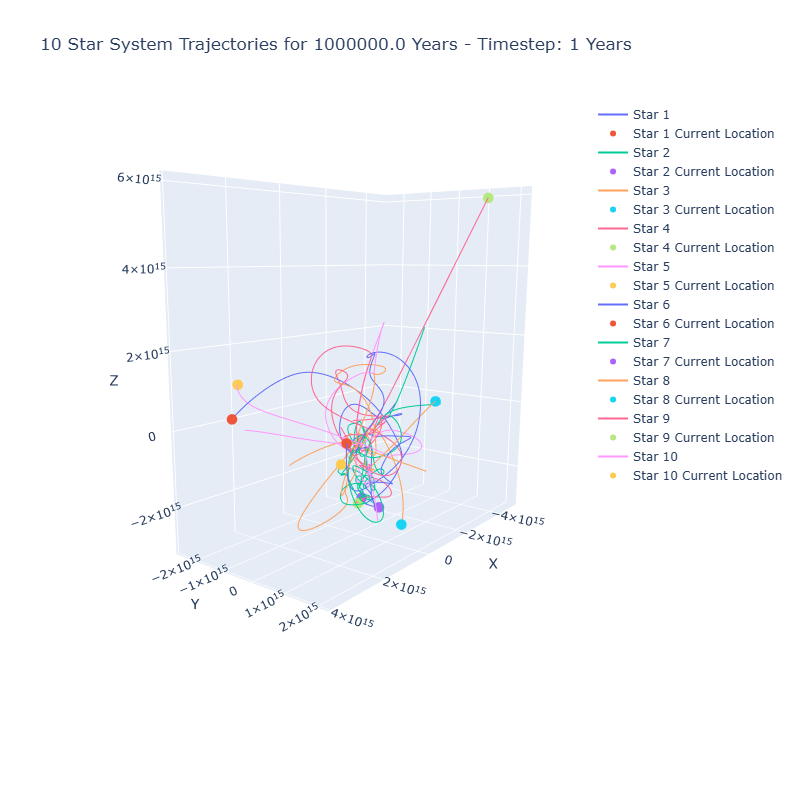 10 Star System Trajectories for 1000000.0 Years - Timestep: 1 Years
Star 1
Star 1 Current Location
Star 2
Star 2 Current Location
Star 3
Star 3 Current Location
Star 4
Star 4 Current Location
Star 5
Star 5 Current Location
Star 6
Star 6 Current Location
Star 7
Star 7 Current Location
Star 8
Star 8 Current Location
Star 9
Star 9 Current Location
Star 10
Star 10 Current Location
6×10¹⁵
4×10¹⁵
2×10¹⁵
Z
0
−2×10¹⁵
−2×10¹⁵
−1×10¹⁵
Y
0
1×10¹⁵
2×10¹⁵
−4×10¹⁵
−2×10¹⁵
0
X
2×10¹⁵
4×10¹⁵